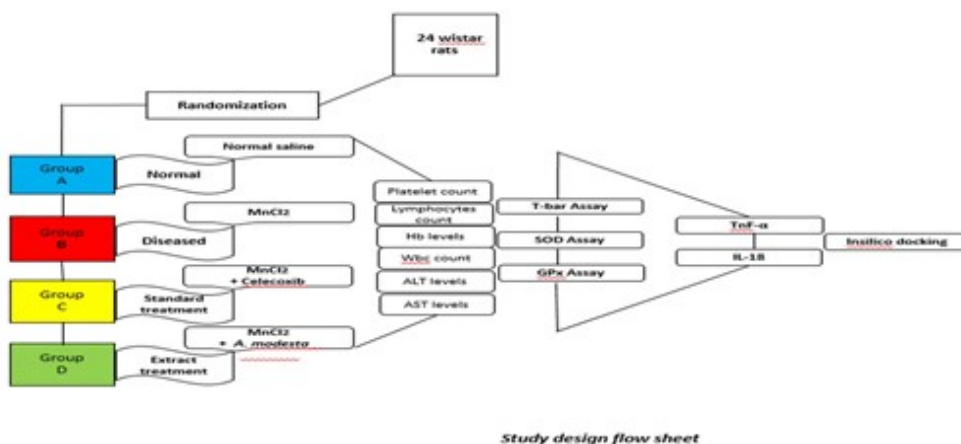 24 wistar
rats
Randomization
Group
A
Normal
Normal saline
Group
B
Diseased
MnCl2
Group
C
Standard
treatment
MnCl2
+ Celecoxib
Group
D
Extract
treatment
MnCl2
+ A. modesta
Platelet count
Lymphocytes
count
Hb levels
Wbc count
ALT levels
AST levels
T-bar Assay
SOD Assay
GPx Assay
TnF-α
IL-18
Insilico docking
Study design flow sheet